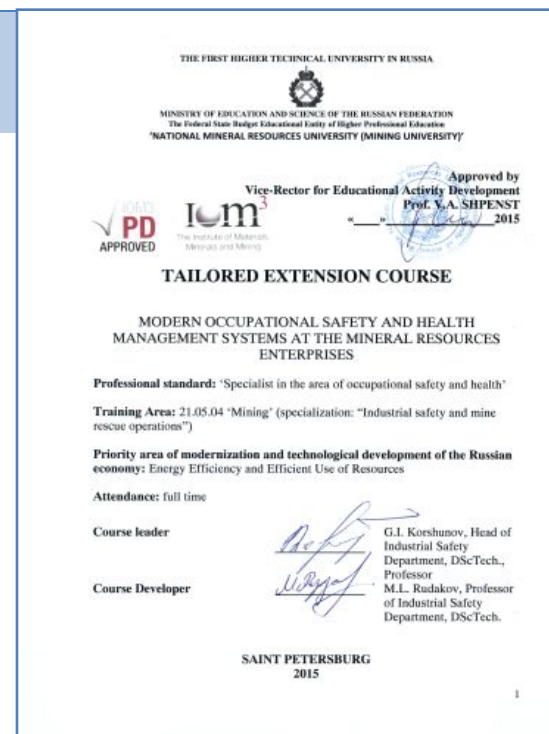 THE FIRST HIGHER TECHNICAL UNIVERSITY IN RUSSIA
MINISTRY OF EDUCATION AND SCIENCE OF THE RUSSIAN FEDERATION
The Federal State Budget Educational Entity of Higher Professional Education
'NATIONAL MINERAL RESOURCES UNIVERSITY (MINING UNIVERSITY)'
Approved by
Vice-Rector for Educational Activity Development
Prof. V.A. SHPENST
«___»__________2015
IOM3
PD
APPROVED
IOM3
The Institute of Materials,
Minerals and Mining
TAILORED EXTENSION COURSE
MODERN OCCUPATIONAL SAFETY AND HEALTH
MANAGEMENT SYSTEMS AT THE MINERAL RESOURCES
ENTERPRISES
Professional standard: 'Specialist in the area of occupational safety and health'
Training Area: 21.05.04 'Mining' (specialization: "Industrial safety and mine
rescue operations")
Priority area of modernization and technological development of the Russian
economy: Energy Efficiency and Efficient Use of Resources
Attendance: full time
Course leader
G.I. Korshunov, Head of
Industrial Safety
Department, DScTech.,
Professor
Course Developer
M.L. Rudakov, Professor
of Industrial Safety
Department, DScTech.
SAINT PETERSBURG
2015
1